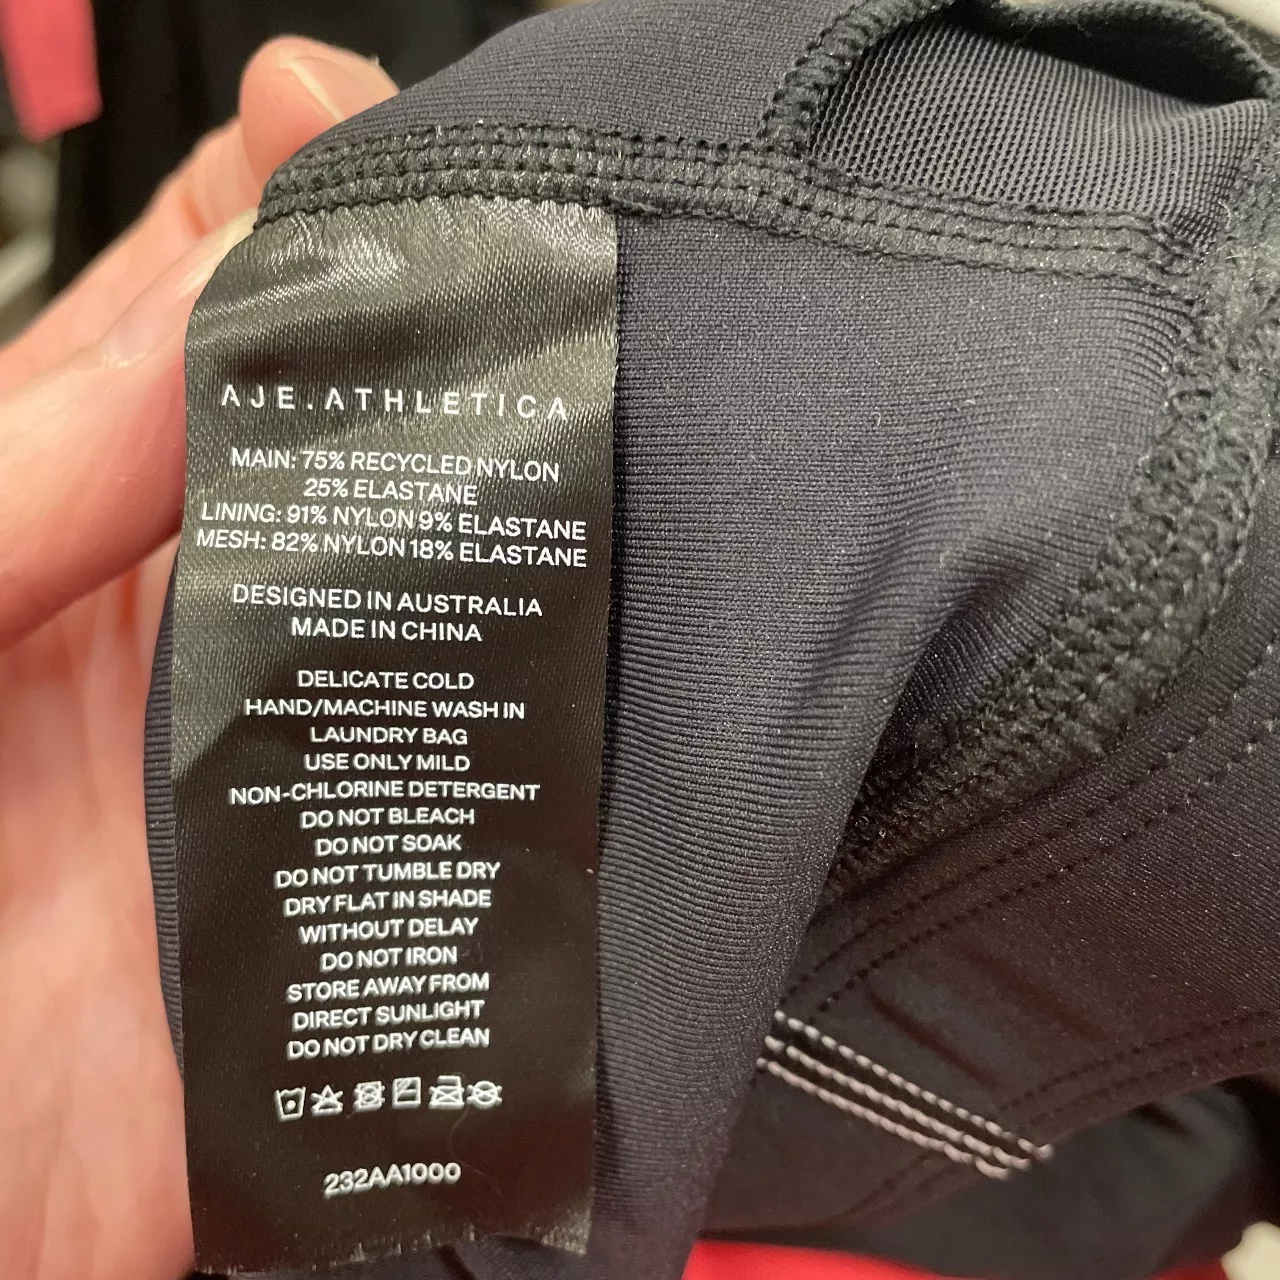 AJE.ATHLETICA
MAIN: 75% RECYCLED NYLON
25% ELASTANE
LINING: 91% NYLON 9% ELASTANE
MESH: 82% NYLON 18% ELASTANE
DESIGNED IN AUSTRALIA
MADE IN CHINA
DELICATE COLD
HAND/MACHINE WASH IN
LAUNDRY BAG
USE ONLY MILD
NON-CHLORINE DETERGENT
DO NOT BLEACH
DO NOT SOAK
DO NOT TUMBLE DRY
DRY FLAT IN SHADE
WITHOUT DELAY
DO NOT IRON
STORE AWAY FROM
DIRECT SUNLIGHT
DO NOT DRY CLEAN
232AA1000